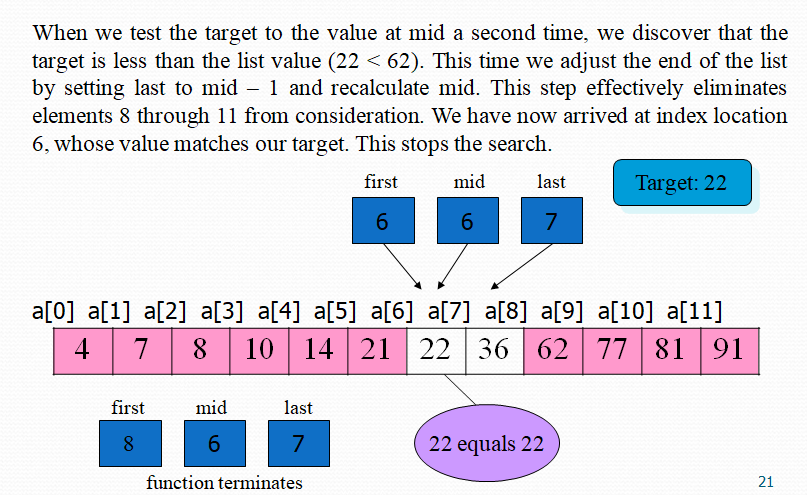 When we test the target to the value at mid a second time, we discover that the
target is less than the list value (22 < 62). This time we adjust the end of the list
by setting last to mid – 1 and recalculate mid. This step effectively eliminates
elements 8 through 11 from consideration. We have now arrived at index location
6, whose value matches our target. This stops the search.
first mid last
Target: 22
6 6 7
a[0] a[1] a[2] a[3] a[4] a[5] a[6] a[7] a[8] a[9] a[10] a[11]
4 7 8 10 14 21 22 36 62 77 81 91
first mid last
8 6 7
22 equals 22
function terminates
21